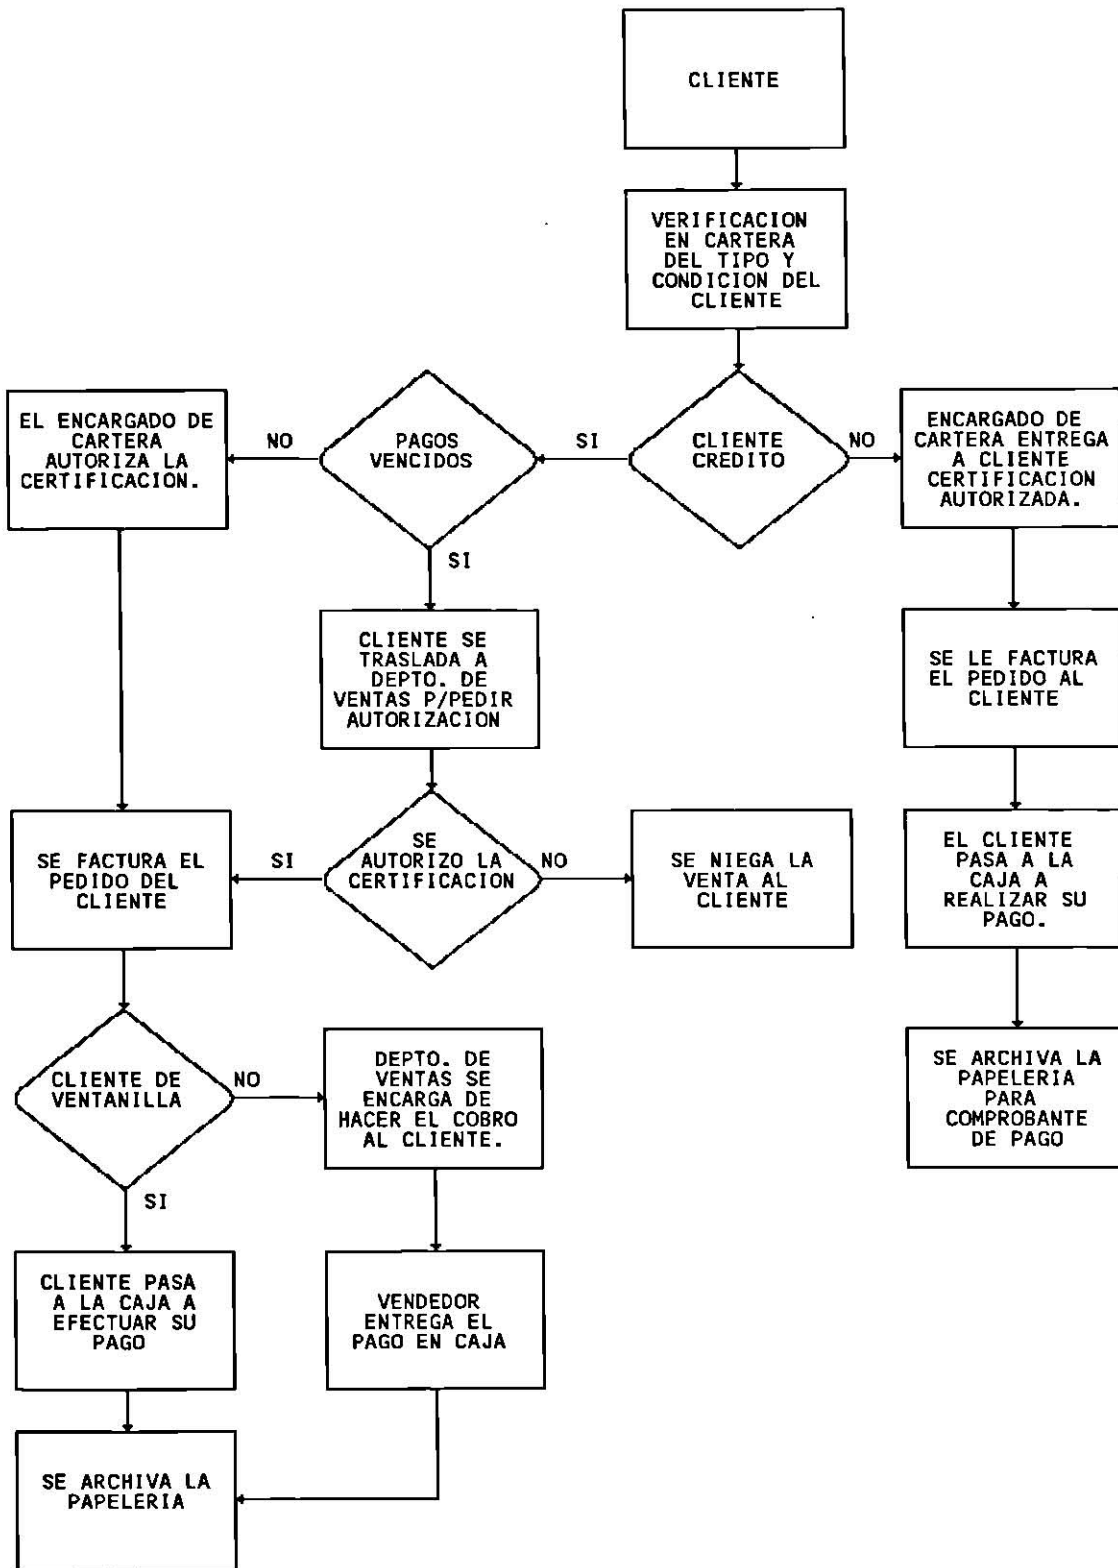 CLIENTE
VERIFICACION
EN CARTERA
DEL TIPO Y
CONDICION DEL
CLIENTE
EL ENCARGADO DE
CARTERA
AUTORIZA LA
CERTIFICACION.
NO
PAGOS
VENCIDOS
SI
CLIENTE
CREDITO
NO
ENCARGADO DE
CARTERA ENTREGA
A CLIENTE
CERTIFICACION
AUTORIZADA.
SI
CLIENTE SE
TRASLADA A
DEPTO. DE
VENTAS P/PEDIR
AUTORIZACION
SE LE FACTURA
EL PEDIDO AL
CLIENTE
SE FACTURA EL
PEDIDO DEL
CLIENTE
SI
SE
AUTORIZO LA
CERTIFICACION
NO
SE NIEGA LA
VENTA AL
CLIENTE
EL CLIENTE
PASA A LA
CAJA A
REALIZAR SU
PAGO.
CLIENTE DE
VENTANILLA
NO
DEPTO. DE
VENTAS SE
ENCARGA DE
HACER EL COBRO
AL CLIENTE.
SE ARCHIVA LA
PAPELERIA
PARA
COMPROBANTE
DE PAGO
SI
CLIENTE PASA
A LA CAJA A
EFECTUAR SU
PAGO
VENDEDOR
ENTREGA EL
PAGO EN CAJA
SE ARCHIVA LA
PAPELERIA